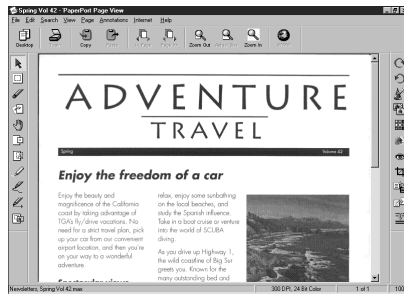 Spring Vol 42 - 'PaperPort Page View
File Edit Search View Page Annotations Internet Help
Desktop Copy Zoom Out Zoom In
ADVENTURE
TRAVEL
Spring Volume 42
Enjoy the freedom of a car
Enjoy the beauty and
magnificence of the California
coast by taking advantage of
TGA's fly/drive vacations. No
need for a strict travel plan, pick
up your car from our convenient
airport location, and then you're
on your way to a wonderful
adventure.
relax, enjoy some sunbathing
on the local beaches, and
study the Spanish influence.
Take in a boat cruise or venture
into the world of SCUBA
diving.
As you drive up Highway 1,
the wild coastline of Big Sur
greets you. Known for the
many outstanding bed and
Newsletters, Spring Vol 42.max 300 DPI, 24 Bit Color 1 of 1 100